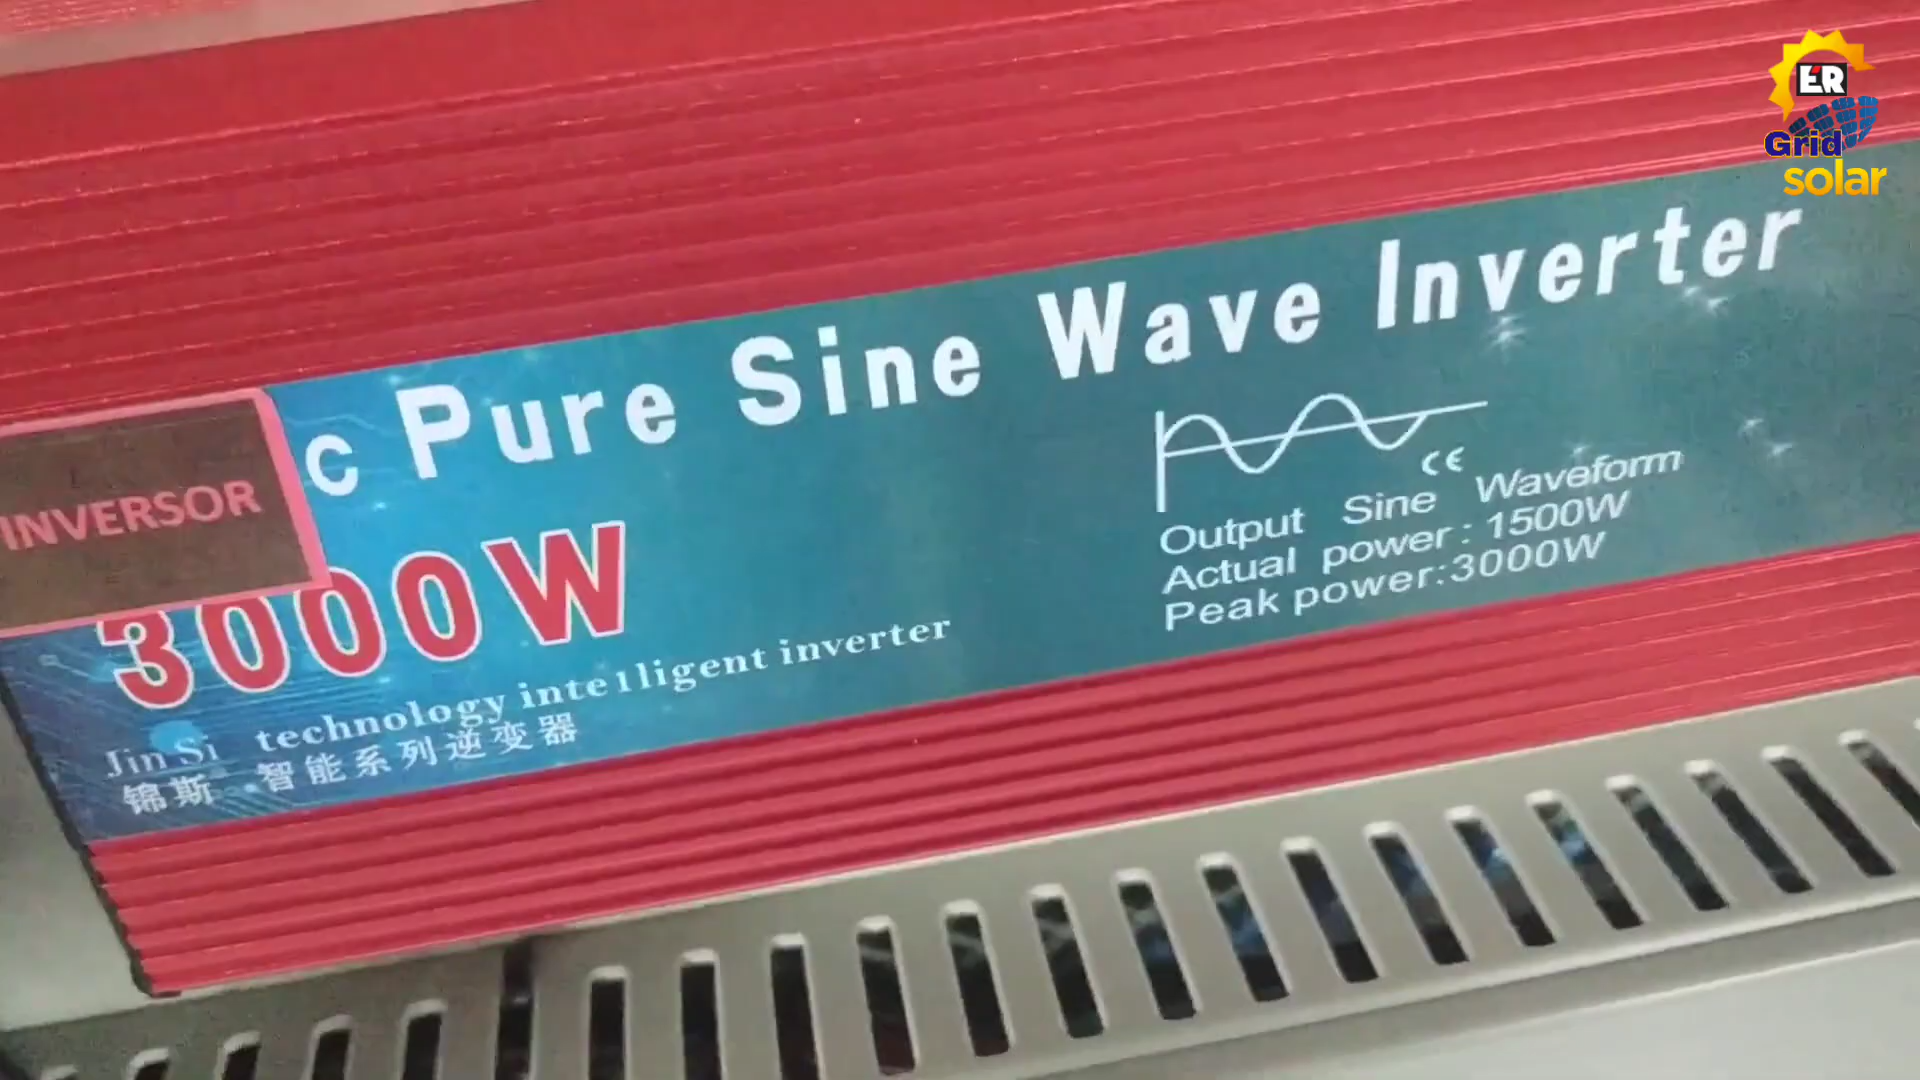 ER
Grid
solar
c Pure Sine Wave Inverter
INVERSOR
3000W
CE
Output Sine Waveform
Actual power: 1500W
Peak power:3000W
Jin Si technology inte1ligent inverter
锦斯 智能系列逆变器